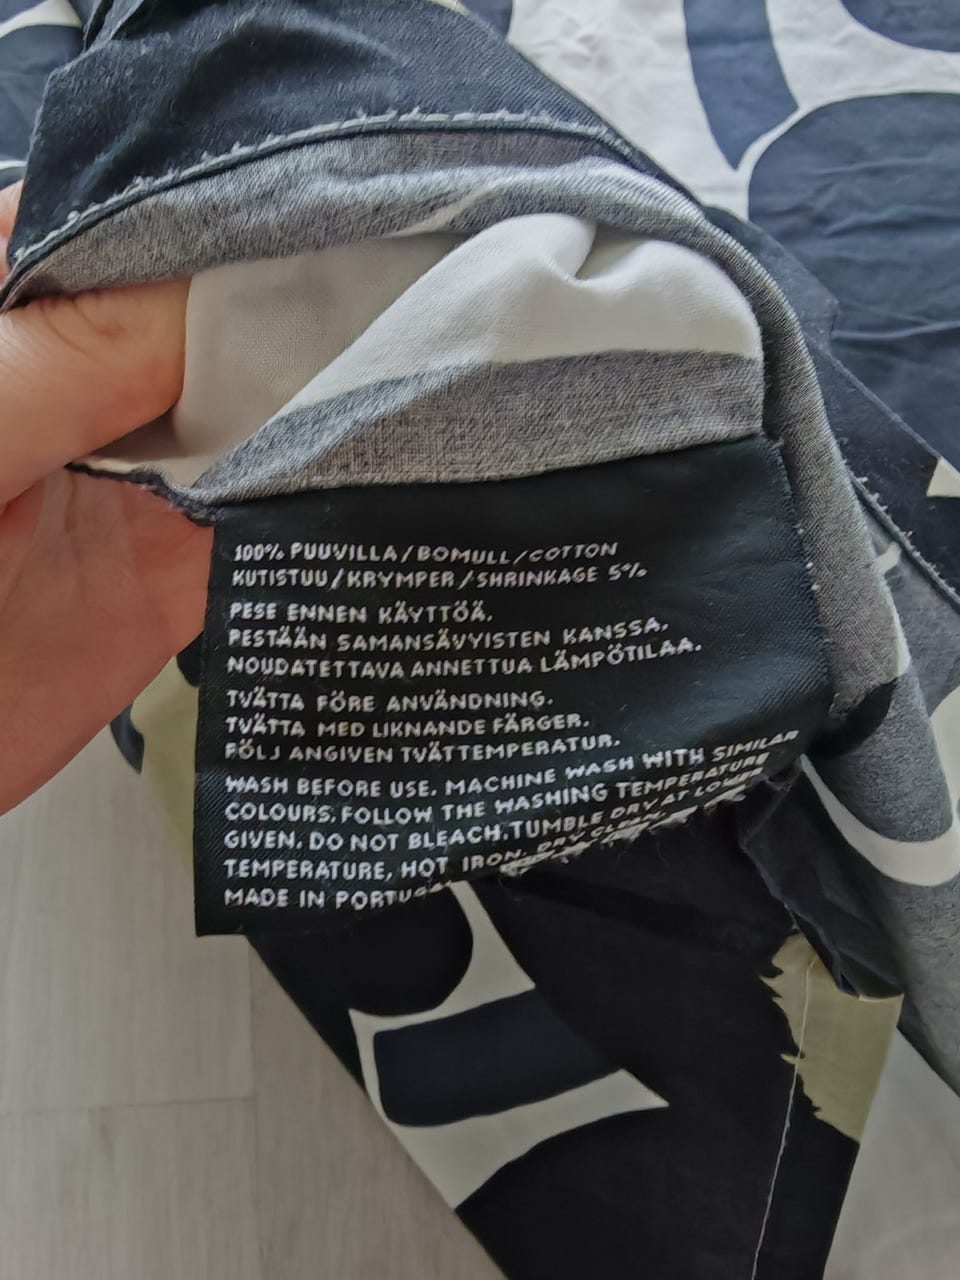 100% PUUVILLA/BOMULL/COTTON
KUTISTUU/KRYMPER/SHRINKAGE 5%
PESE ENNEN KÄYTTÖÄ.
PESTÄÄN SAMANSÄVYISTEN KANSSA.
NOUDATETTAVA ANNETTUA LÄMPÖTILAA.
TVÄTTA FÖRE ANVÄNDNING.
TVÄTTA MED LIKNANDE FÄRGER.
FÖLJ ANGIVEN TVÄTTEMPERATUR.
WASH BEFORE USE. MACHINE WASH WITH SIMILAR
COLOURS. FOLLOW THE WASHING TEMPERATURE
GIVEN. DO NOT BLEACH. TUMBLE DRY AT LOWER
TEMPERATURE, HOT IRON. DRY CLEAN.
MADE IN